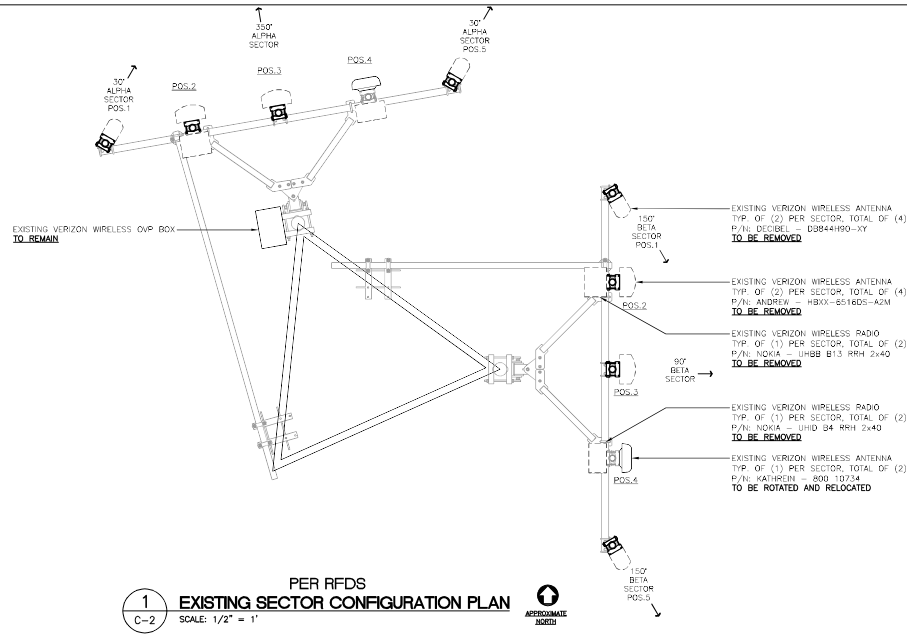 350°
ALPHA
SECTOR
30°
ALPHA
SECTOR
POS.5
POS.4
POS.3
POS.2
30°
ALPHA
SECTOR
POS.1
EXISTING VERIZON WIRELESS OVP BOX
TO REMAIN
150°
BETA
SECTOR
POS.1
EXISTING VERIZON WIRELESS ANTENNA
TYP. OF (2) PER SECTOR, TOTAL OF (4)
P/N: DECIBEL – DB844H90–XY
TO BE REMOVED
EXISTING VERIZON WIRELESS ANTENNA
TYP. OF (2) PER SECTOR, TOTAL OF (4)
P/N: ANDREW – HBXX–6516DS–A2M
TO BE REMOVED
POS.2
EXISTING VERIZON WIRELESS RADIO
TYP. OF (1) PER SECTOR, TOTAL OF (2)
P/N: NOKIA – UHBB B13 RRH 2x40
TO BE REMOVED
90°
BETA
SECTOR
POS.3
EXISTING VERIZON WIRELESS RADIO
TYP. OF (1) PER SECTOR, TOTAL OF (2)
P/N: NOKIA – UHID B4 RRH 2x40
TO BE REMOVED
EXISTING VERIZON WIRELESS ANTENNA
TYP. OF (1) PER SECTOR, TOTAL OF (2)
P/N: KATHREIN – 800 10734
TO BE ROTATED AND RELOCATED
POS.4
150°
BETA
SECTOR
POS.5
PER RFDS
1
EXISTING SECTOR CONFIGURATION PLAN
C–2
SCALE: 1/2" = 1'
APPROXIMATE
NORTH